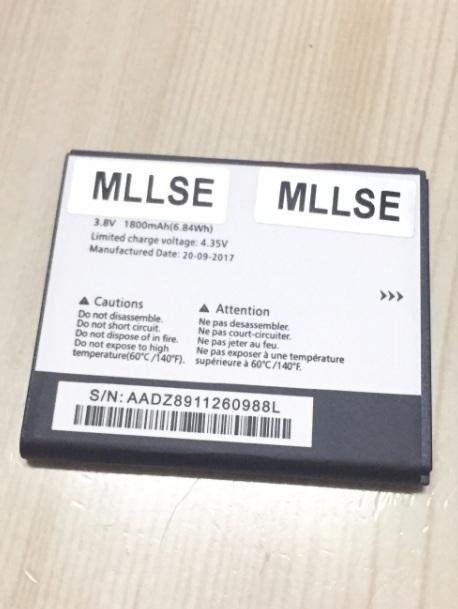 MLLSE
MLLSE
3.8V 1800mAh(6.84Wh)
Limited charge voltage: 4.35V
Manufactured Date: 20-09-2017
>>>
Cautions
Do not disassemble.
Do not short circuit.
Do not dispose of in fire.
Do not expose to high
temperature(60°C/140°F).
Attention
Ne pas desassembler.
Ne pas court-circuiter.
Ne pas jeter au feu.
Ne pas exposer à une température
supérieure à 60°C/140°F.
S/N: AADZ8911260988L